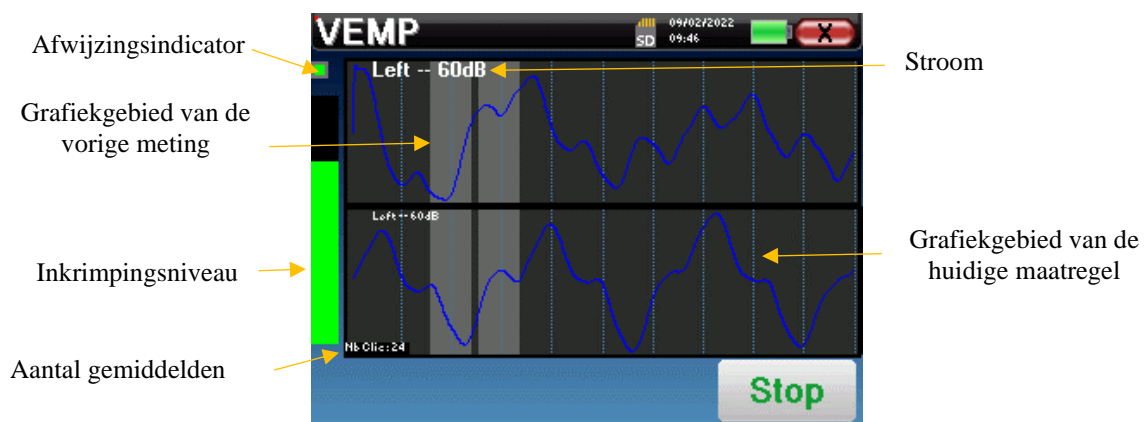 VEMP
SD
09/02/2022
09:46
X
Afwijzingsindicator
Left -- 60dB
Stroom
Grafiekgebied van de
vorige meting
Left -- 60dB
Grafiekgebied van de
huidige maatregel
Inkrimpingsniveau
Nb Clic: 24
Aantal gemiddelden
Stop